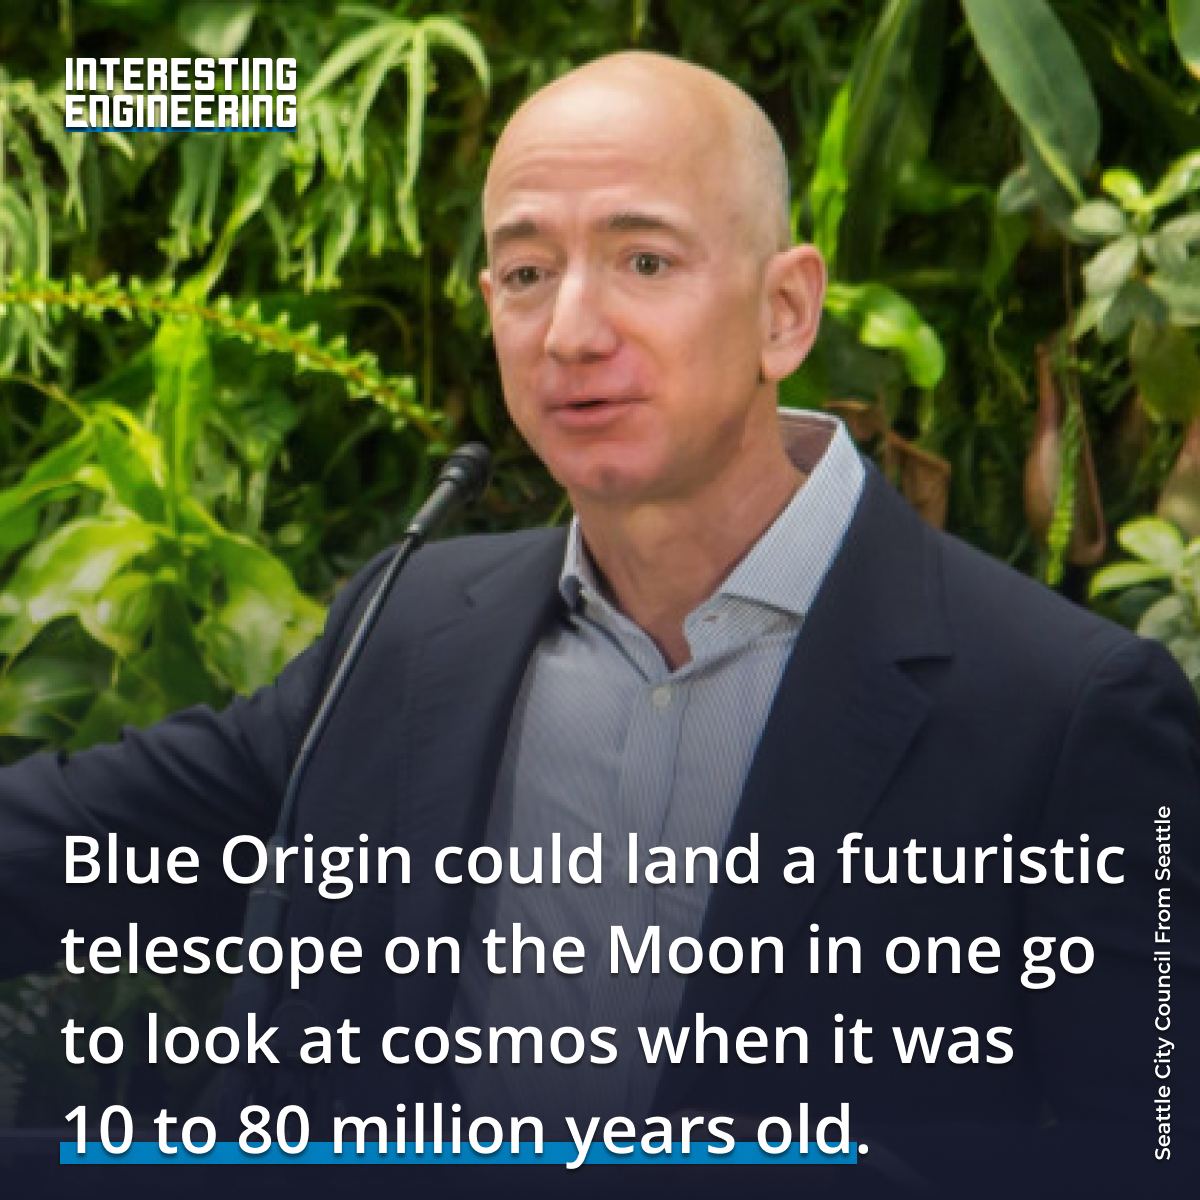 INTERESTING
ENGINEERING
Blue Origin could land a futuristic
telescope on the Moon in one go
to look at cosmos when it was
10 to 80 million years old.
Seattle City Council From Seattle